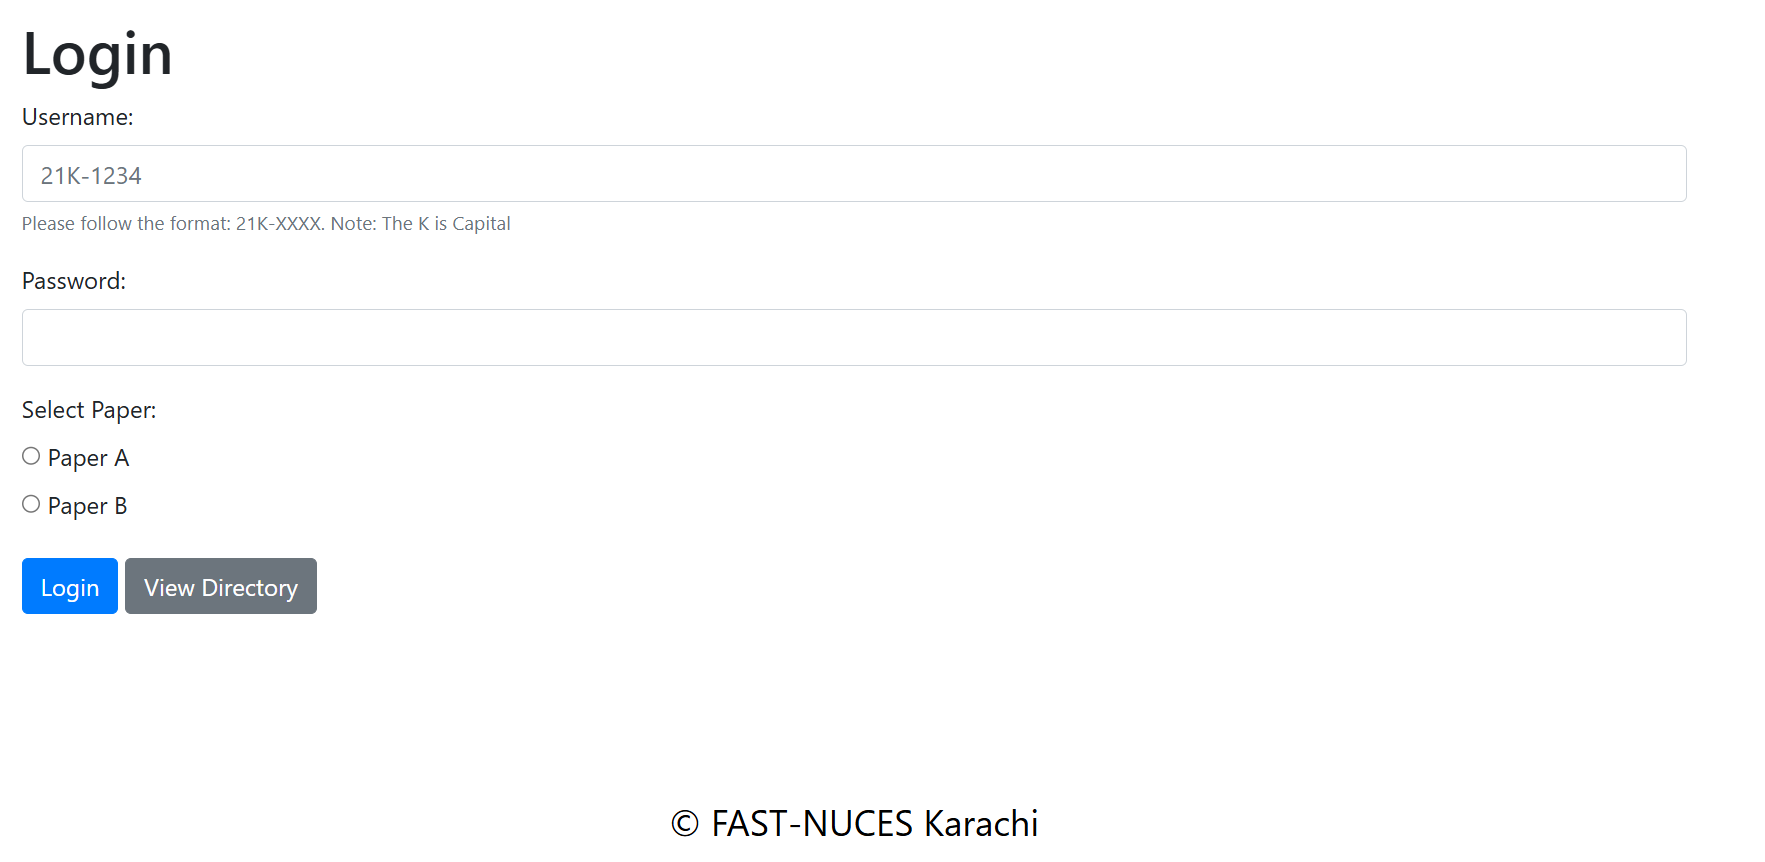 Login
Username:
21K-1234
Please follow the format: 21K-XXXX. Note: The K is Capital
Password:
Select Paper:
Paper A
Paper B
Login View Directory
© FAST-NUCES Karachi